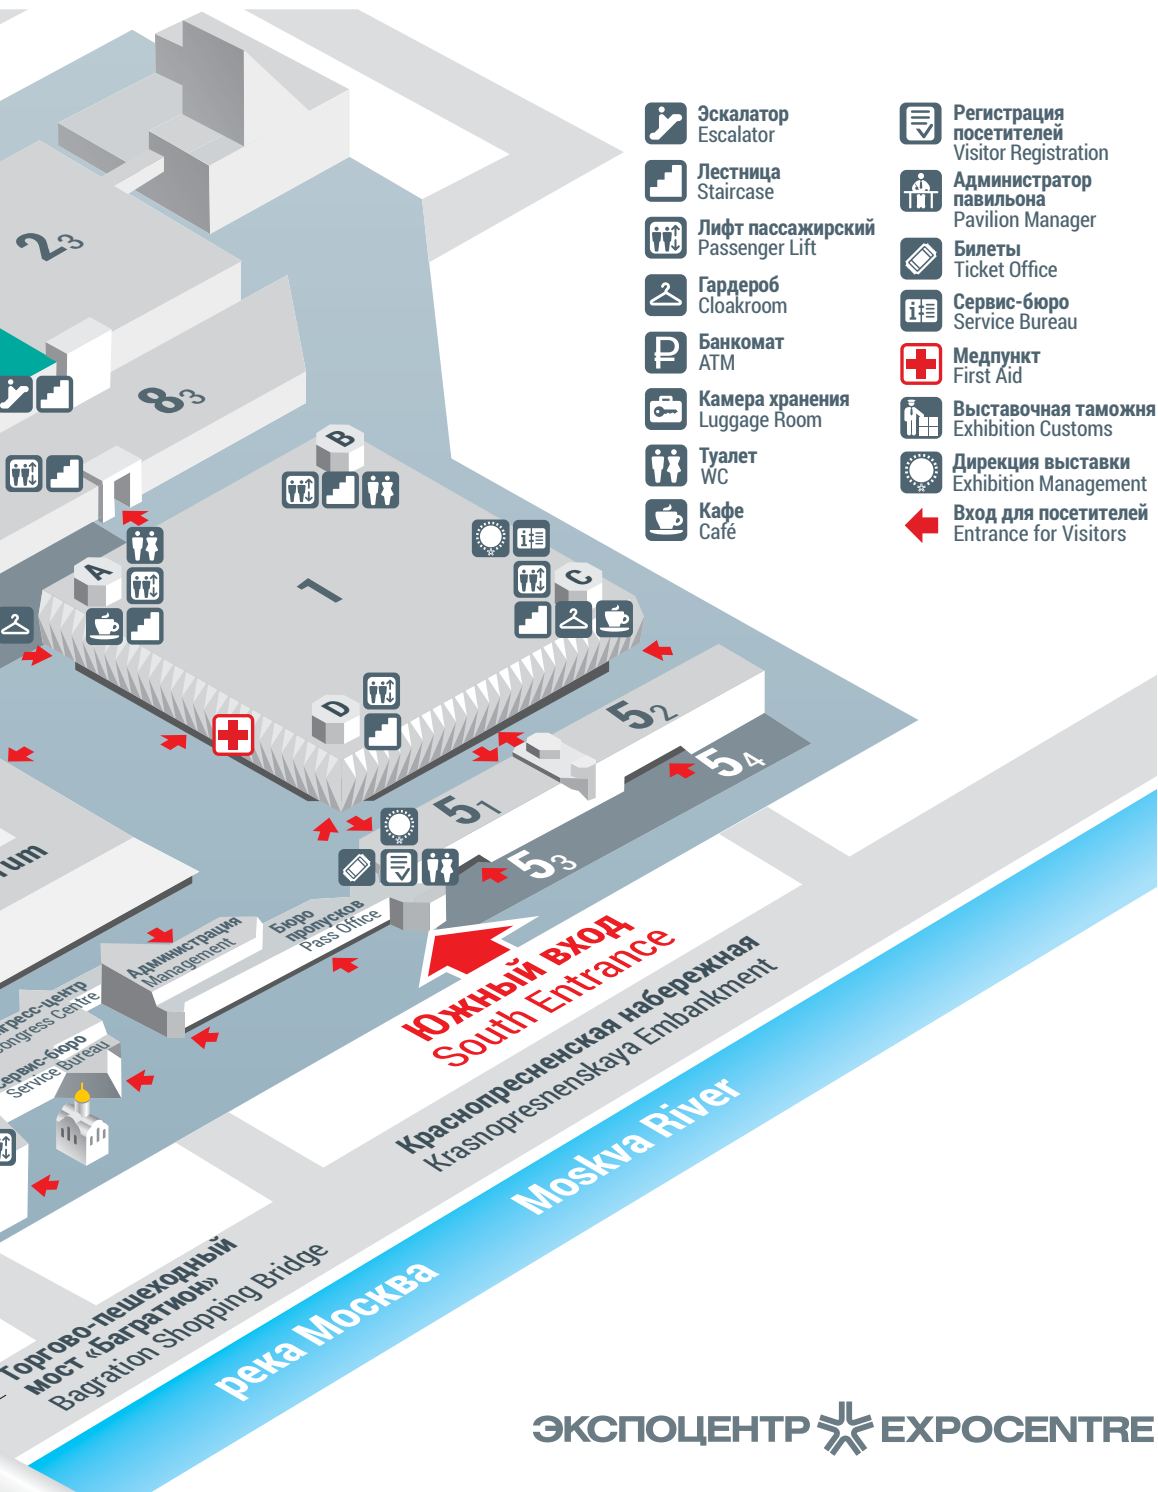 Эскалатор
Escalator
Лестница
Staircase
Лифт пассажирский
Passenger Lift
Гардероб
Cloakroom
Банкомат
ATM
Камера хранения
Luggage Room
Туалет
WC
Кафе
Café
Регистрация
посетителей
Visitor Registration
Администратор
павильона
Pavilion Manager
Билеты
Ticket Office
Сервис-бюро
Service Bureau
Медпункт
First Aid
Выставочная таможня
Exhibition Customs
Дирекция выставки
Exhibition Management
Вход для посетителей
Entrance for Visitors
2 3
8 3
B
A
1
C
D
5 2
5 4
5 1
5 3
Администрация
Management
Бюро
пропусков
Pass Office
Сервис-бюро
Service Bureau
Южный вход
South Entrance
Краснопресненская набережная
Krasnopresnenskaya Embankment
Moskva River
река Москва
Торгово-пешеходный
мост «Багратион»
Bagration Shopping Bridge
ЭКСПОЦЕНТР EXPOCENTRE